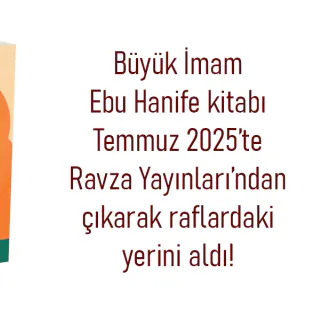 Büyük İmam
Ebu Hanife kitabı
Temmuz 2025’te
Ravza Yayınları’ndan
çıkarak raflardaki
yerini aldı!